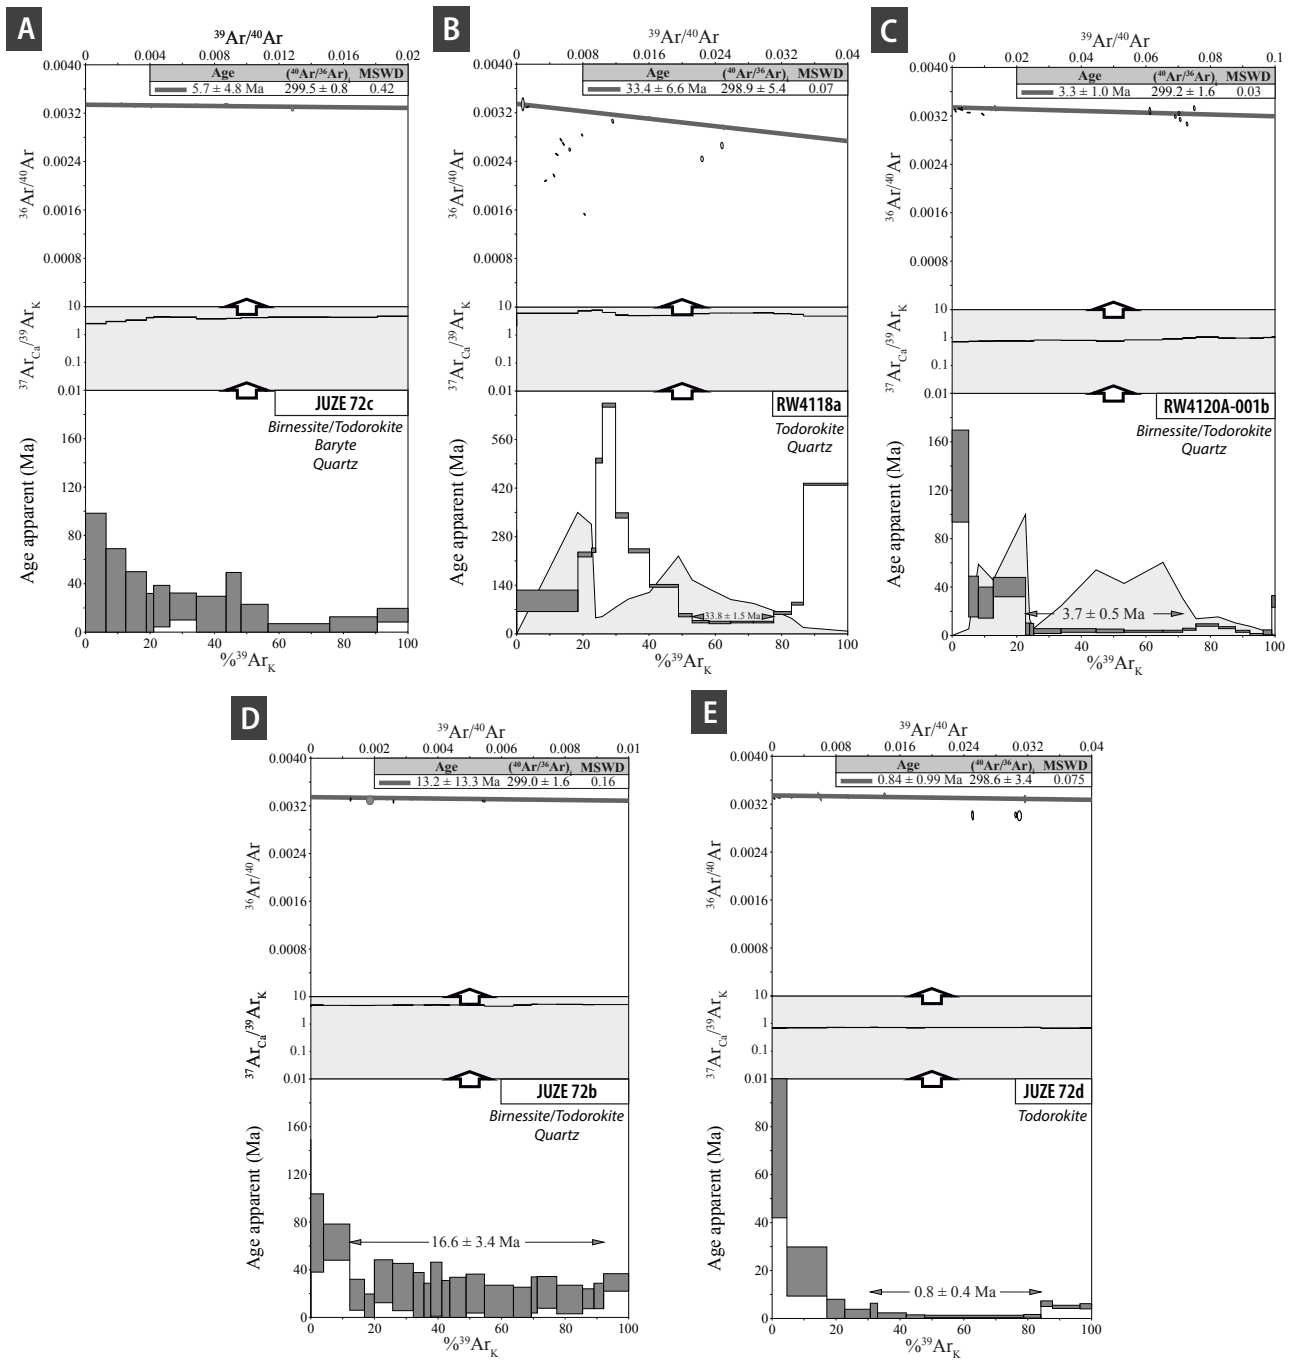 A
³⁹Ar/⁴⁰Ar
0 0.004 0.008 0.012 0.016 0.02
Age (⁴⁰Ar/³⁶Ar)ᵢ MSWD
5.7 ± 4.8 Ma 299.5 ± 0.8 0.42
0.0040
0.0032
0.0024
0.0016
0.0008
³⁶Ar/⁴⁰Ar
10
1
0.1
0.01
³⁷Ar_Ca/³⁹Ar_K
JUZE 72c
Birnessite/Todorokite
Baryte
Quartz
160
120
80
40
0
Age apparent (Ma)
0 20 40 60 80 100
%³⁹Ar_K
B
³⁹Ar/⁴⁰Ar
0 0.008 0.016 0.024 0.032 0.04
Age (⁴⁰Ar/³⁶Ar)ᵢ MSWD
33.4 ± 6.6 Ma 298.9 ± 5.4 0.07
0.0040
0.0032
0.0024
0.0016
0.0008
³⁶Ar/⁴⁰Ar
10
1
0.1
0.01
³⁷Ar_Ca/³⁹Ar_K
RW4118a
Todorokite
Quartz
560
420
280
140
0
Age apparent (Ma)
33.8 ± 1.5 Ma
0 20 40 60 80 100
%³⁹Ar_K
C
³⁹Ar/⁴⁰Ar
0 0.02 0.04 0.06 0.08 0.1
Age (⁴⁰Ar/³⁶Ar)ᵢ MSWD
3.3 ± 1.0 Ma 299.2 ± 1.6 0.03
0.0040
0.0032
0.0024
0.0016
0.0008
³⁶Ar/⁴⁰Ar
10
1
0.1
0.01
³⁷Ar_Ca/³⁹Ar_K
RW4120A-001b
Birnessite/Todorokite
Quartz
160
120
80
40
0
Age apparent (Ma)
3.7 ± 0.5 Ma
0 20 40 60 80 100
%³⁹Ar_K
D
³⁹Ar/⁴⁰Ar
0 0.002 0.004 0.006 0.008 0.01
Age (⁴⁰Ar/³⁶Ar)ᵢ MSWD
13.2 ± 13.3 Ma 299.0 ± 1.6 0.16
0.0040
0.0032
0.0024
0.0016
0.0008
³⁶Ar/⁴⁰Ar
10
1
0.1
0.01
³⁷Ar_Ca/³⁹Ar_K
JUZE 72b
Birnessite/Todorokite
Quartz
160
120
80
40
0
Age apparent (Ma)
16.6 ± 3.4 Ma
0 20 40 60 80 100
%³⁹Ar_K
E
³⁹Ar/⁴⁰Ar
0 0.008 0.016 0.024 0.032 0.04
Age (⁴⁰Ar/³⁶Ar)ᵢ MSWD
0.84 ± 0.99 Ma 298.6 ± 3.4 0.075
0.0040
0.0032
0.0024
0.0016
0.0008
³⁶Ar/⁴⁰Ar
10
1
0.1
0.01
³⁷Ar_Ca/³⁹Ar_K
JUZE 72d
Todorokite
80
60
40
20
0
Age apparent (Ma)
0.8 ± 0.4 Ma
0 20 40 60 80 100
%³⁹Ar_K